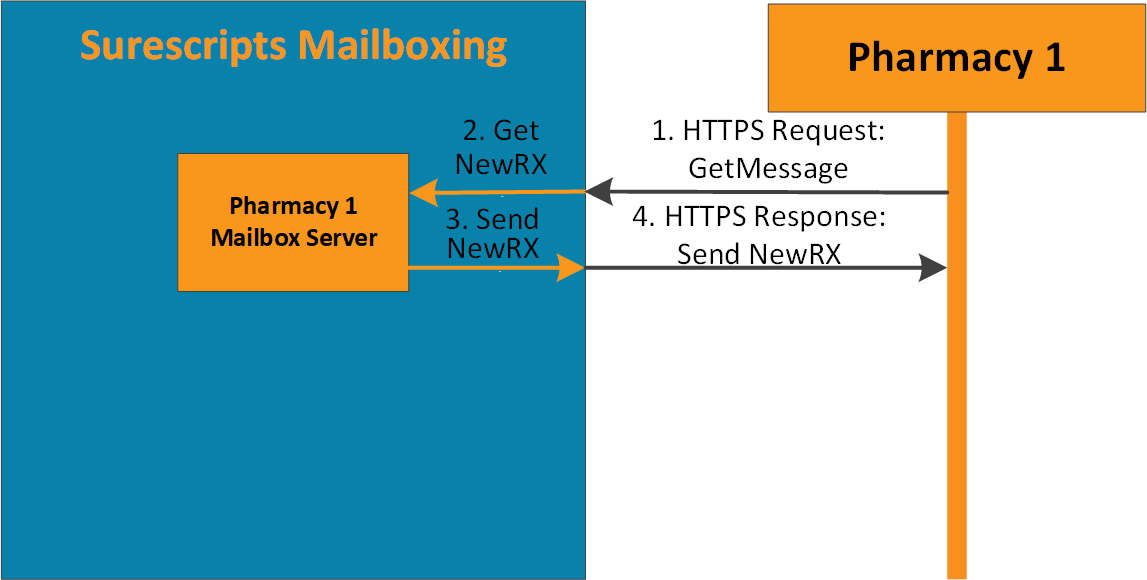 Surescripts Mailboxing
Pharmacy 1
2. Get
NewRX
1. HTTPS Request:
GetMessage
Pharmacy 1
Mailbox Server
3. Send
NewRX
4. HTTPS Response:
Send NewRX